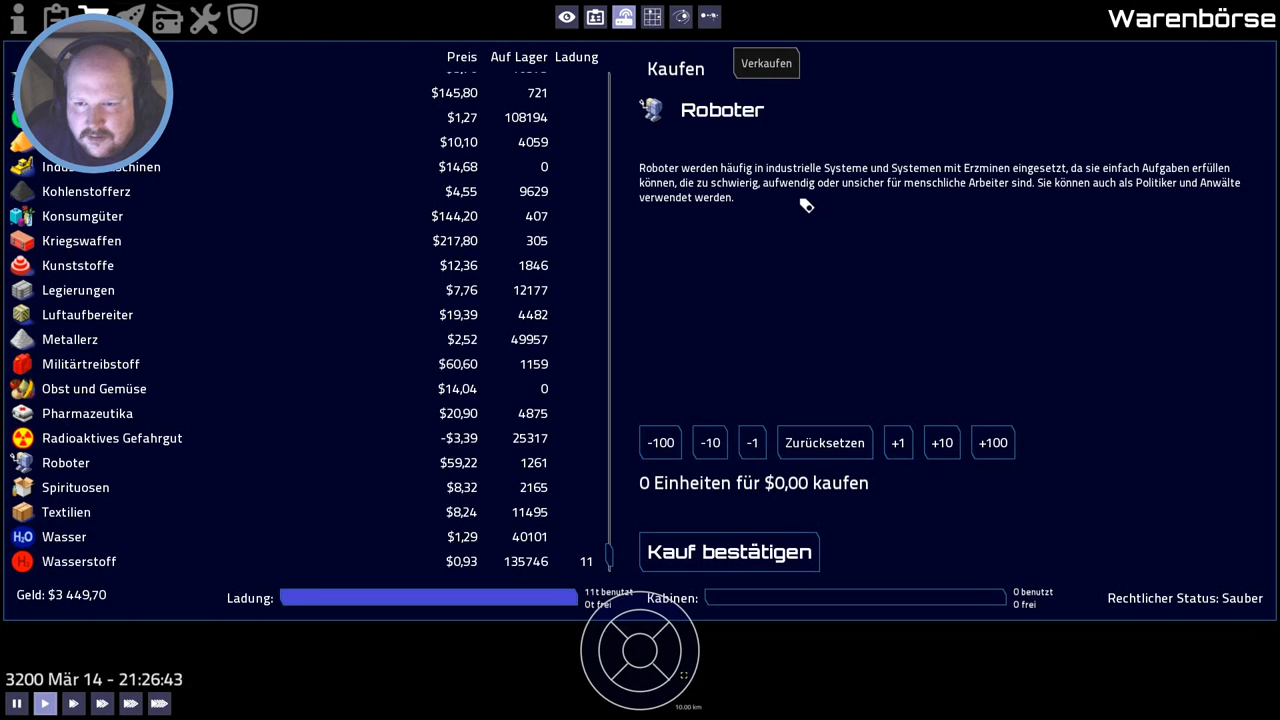 Warenbörse
Preis Auf Lager Ladung
$145,80 721
$1,27 108194
$10,10 4059
$14,68 0
Kohlenstofferz $4,55 9629
Konsumgüter $144,20 407
Kriegswaffen $217,80 305
Kunststoffe $12,36 1846
Legierungen $7,76 12177
Luftaufbereiter $19,39 4482
Metallerz $2,52 49957
Militärtreibstoff $60,60 1159
Obst und Gemüse $14,04 0
Pharmazeutika $20,90 4875
Radioaktives Gefahrgut -$3,39 25317
Roboter $59,22 1261
Spirituosen $8,32 2165
Textilien $8,24 11495
H₂O Wasser $1,29 40101
H₂ Wasserstoff $0,93 135746 11
Kaufen Verkaufen
Roboter
Roboter werden häufig in industrielle Systeme und Systemen mit Erzminen eingesetzt, da sie einfach Aufgaben erfüllen
können, die zu schwierig, aufwendig oder unsicher für menschliche Arbeiter sind. Sie können auch als Politiker und Anwälte
verwendet werden.
-100 -10 -1 Zurücksetzen +1 +10 +100
0 Einheiten für $0,00 kaufen
Kauf bestätigen
Geld: $3 449,70
Ladung: 11t benutzt
0t frei
Kabinen: 0 benutzt
0 frei
Rechtlicher Status: Sauber
3200 Mär 14 - 21:26:43
10.00 km